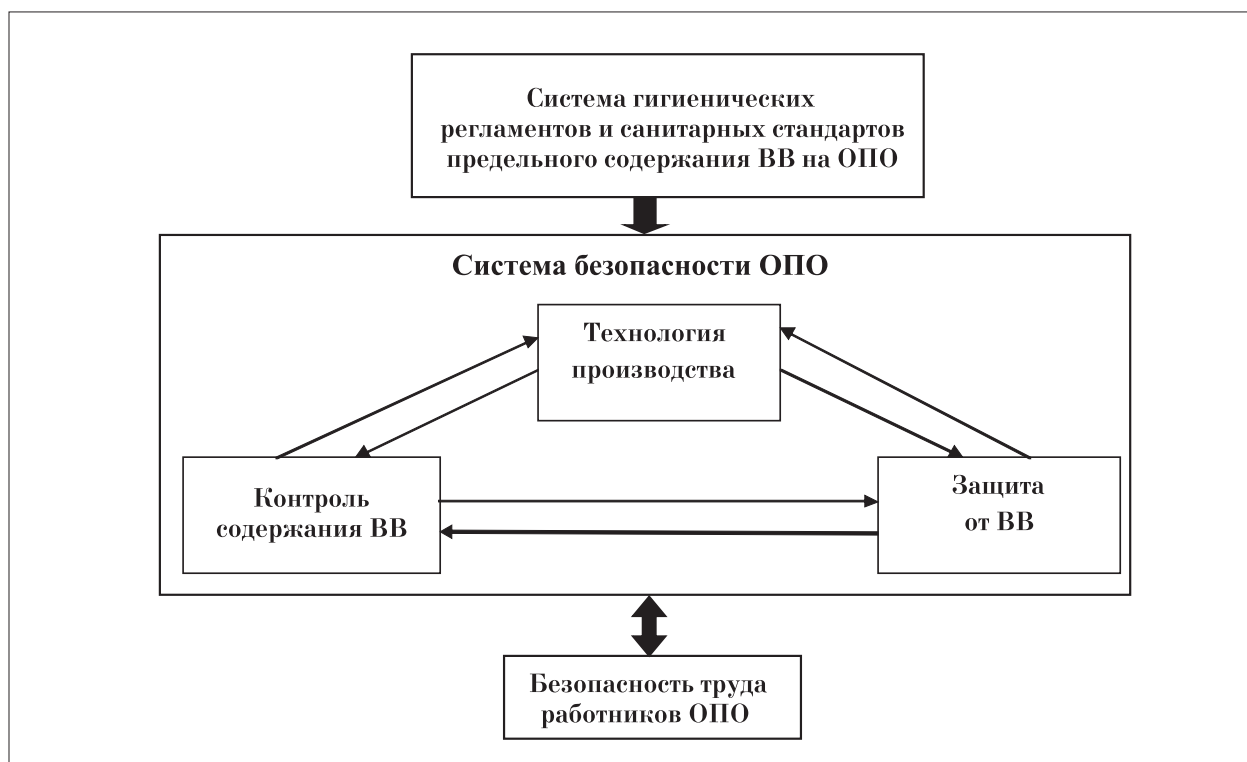 Система гигиенических
регламентов и санитарных стандартов
предельного содержания ВВ на ОПО
Система безопасности ОПО
Технология
производства
Контроль
содержания ВВ
Защита
от ВВ
Безопасность труда
работников ОПО